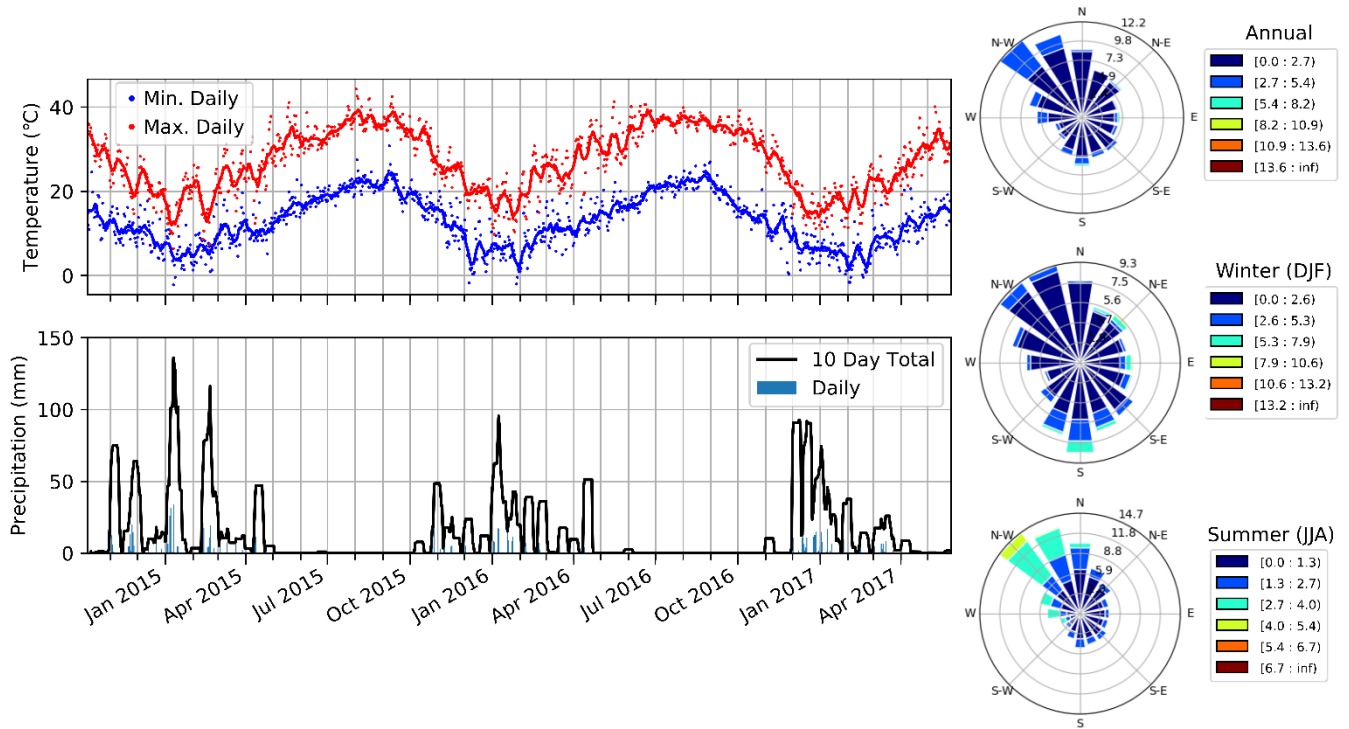 Min. Daily
Max. Daily
Temperature (°C)
40
20
0
Precipitation (mm)
150
100
50
0
10 Day Total
Daily
Jan 2015
Apr 2015
Jul 2015
Oct 2015
Jan 2016
Apr 2016
Jul 2016
Oct 2016
Jan 2017
Apr 2017
N
N-E
E
S-E
S
S-W
W
N-W
12.2
9.8
7.3
Annual
[0.0 : 2.7)
[2.7 : 5.4)
[5.4 : 8.2)
[8.2 : 10.9)
[10.9 : 13.6)
[13.6 : inf)
N
N-E
E
S-E
S
S-W
W
N-W
9.3
7.5
5.6
Winter (DJF)
[0.0 : 2.6)
[2.6 : 5.3)
[5.3 : 7.9)
[7.9 : 10.6)
[10.6 : 13.2)
[13.2 : inf)
N
N-E
E
S-E
S
S-W
W
N-W
14.7
11.8
8.8
5.9
Summer (JJA)
[0.0 : 1.3)
[1.3 : 2.7)
[2.7 : 4.0)
[4.0 : 5.4)
[5.4 : 6.7)
[6.7 : inf)